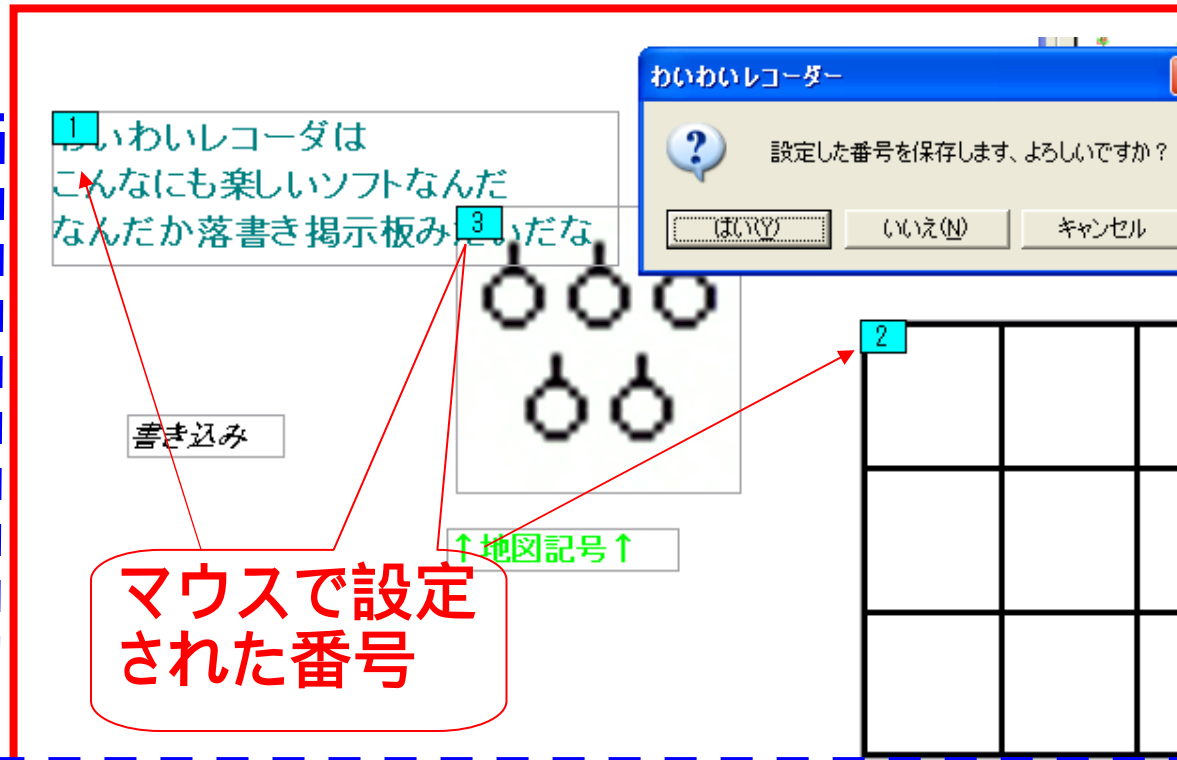 わいわいレコーダー
設定した番号を保存します、よろしいですか？
はい(Y)
いいえ(N)
キャンセル
1
わいわいレコーダは
こんなにも楽しいソフトなんだ
なんだか落書き掲示板みたいだな
3
2
書き込み
↑地図記号↑
マウスで設定
された番号